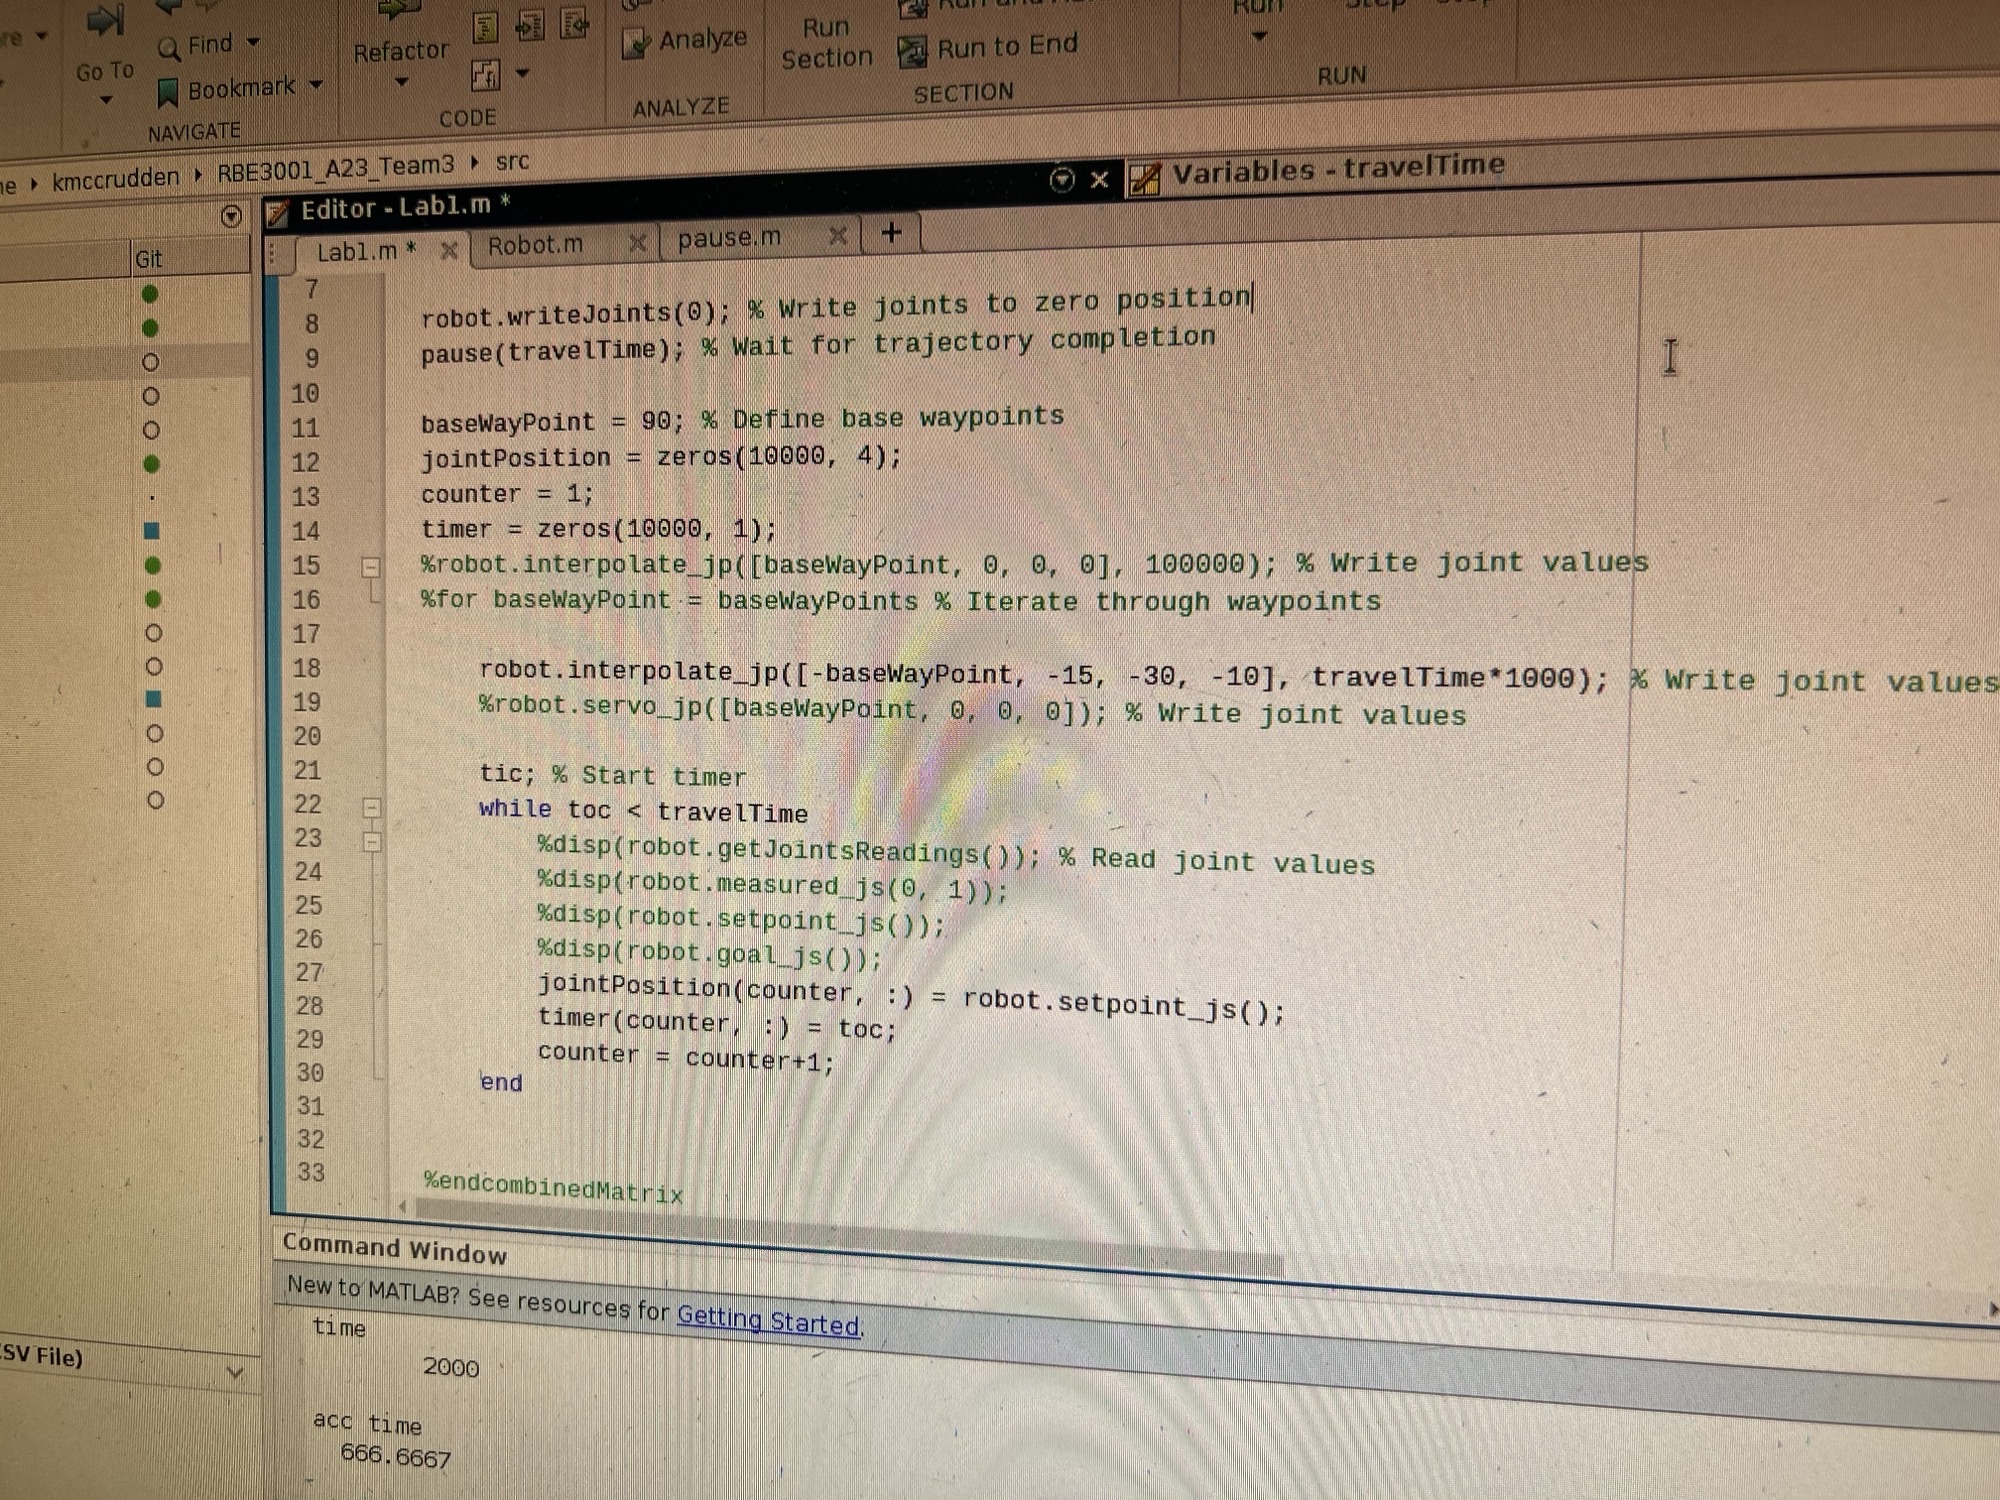 Go To
Find
Bookmark
NAVIGATE
Refactor
CODE
Analyze
ANALYZE
Run
Section
Run to End
SECTION
RUN
kmccrudden RBE3001_A23_Team3 src
Editor - Lab1.m *
Variables - travelTime
Git
Lab1.m * Robot.m pause.m +
7
8 robot.writeJoints(0); % Write joints to zero position
9 pause(travelTime); % Wait for trajectory completion
10
11 baseWayPoint = 90; % Define base waypoints
12 jointPosition = zeros(10000, 4);
13 counter = 1;
14 timer = zeros(10000, 1);
15 %robot.interpolate_jp([baseWayPoint, 0, 0, 0], 100000); % Write joint values
16 %for baseWayPoint = baseWayPoints % Iterate through waypoints
17
18 robot.interpolate_jp([-baseWayPoint, -15, -30, -10], travelTime*1000); % Write joint values
19 %robot.servo_jp([baseWayPoint, 0, 0, 0]); % Write joint values
20
21 tic; % Start timer
22 while toc < travelTime
23 %disp(robot.getJointsReadings()); % Read joint values
24 %disp(robot.measured_js(0, 1));
25 %disp(robot.setpoint_js());
26 %disp(robot.goal_js());
27 jointPosition(counter, :) = robot.setpoint_js();
28 timer(counter, :) = toc;
29 counter = counter+1;
30 end
31
32
33 %endcombinedMatrix
Command Window
New to MATLAB? See resources for Getting Started.
time
2000
acc time
666.6667
SV File)